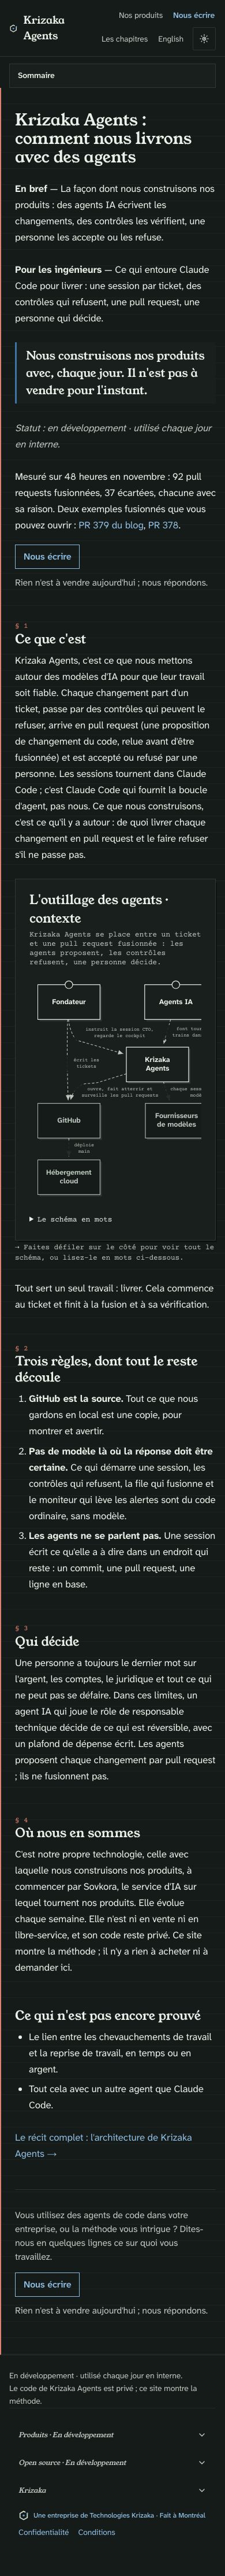 Krizaka
Agents
Nos produits
Nous écrire
Les chapitres
English
Sommaire
Krizaka Agents :
comment nous livrons
avec des agents
En bref — La façon dont nous construisons nos
produits : des agents IA écrivent les
changements, des contrôles les vérifient, une
personne les accepte ou les refuse.
Pour les ingénieurs — Ce qui entoure Claude
Code pour livrer : une session par ticket, des
contrôles qui refusent, une pull request, une
personne qui décide.
Nous construisons nos produits
avec, chaque jour. Il n'est pas à
vendre pour l'instant.
Statut : en développement · utilisé chaque jour
en interne.
Mesuré sur 48 heures en novembre : 92 pull
requests fusionnées, 37 écartées, chacune avec
sa raison. Deux exemples fusionnés que vous
pouvez ouvrir : PR 379 du blog, PR 378.
Nous écrire
Rien n'est à vendre aujourd'hui ; nous répondons.
§ 1
Ce que c'est
Krizaka Agents, c'est ce que nous mettons
autour des modèles d'IA pour que leur travail
soit fiable. Chaque changement part d'un
ticket, passe par des contrôles qui peuvent le
refuser, arrive en pull request (une proposition
de changement du code, relue avant d'être
fusionnée) et est accepté ou refusé par une
personne. Les sessions tournent dans Claude
Code ; c'est Claude Code qui fournit la boucle
d'agent, pas nous. Ce que nous construisons,
c'est ce qu'il y a autour : de quoi livrer chaque
changement en pull request et le faire refuser
s'il ne passe pas.
L'outillage des agents ·
contexte
Krizaka Agents se place entre un ticket
et une pull request fusionnée : les
agents proposent, les contrôles
refusent, une personne décide.
Fondateur
Agents IA
instruit la session CTO,
regarde le cockpit
font tour
écrit les
tickets
Krizaka
Agents
ouvre, fait atterrir et
surveille les pull requests
chaque
GitHub
Fournisseurs
de modèles
déploie
main
Hébergement
cloud
▶ Le schéma en mots
→ Faites défiler sur le côté pour voir tout le
schéma, ou lisez-le en mots ci-dessous.
Tout sert un seul travail : livrer. Cela commence
au ticket et finit à la fusion et à sa vérification.
§ 2
Trois règles, dont tout le reste
découle
1. GitHub est la source. Tout ce que nous
gardons en local est une copie, pour
montrer et avertir.
2. Pas de modèle là où la réponse doit être
certaine. Ce qui démarre une session, les
contrôles qui refusent, la file qui fusionne et
le moniteur qui lève les alertes sont du code
ordinaire, sans modèle.
3. Les agents ne se parlent pas. Une session
écrit ce qu'elle a à dire dans un endroit qui
reste : un commit, une pull request, une
ligne en base.
§ 3
Qui décide
Une personne a toujours le dernier mot sur
l'argent, les comptes, le juridique et tout ce qui
ne peut pas se défaire. Dans ces limites, un
agent IA qui joue le rôle de responsable
technique décide de ce qui est réversible, avec
un plafond de dépense écrit. Les agents
proposent chaque changement par pull request
; ils ne fusionnent pas.
§ 4
Où nous en sommes
C'est notre propre technologie, celle avec
laquelle nous construisons nos produits, à
commencer par Sovkora, le service d'IA sur
lequel tournent nos produits. Elle évolue
chaque semaine. Elle n'est ni en vente ni en
libre-service, et son code reste privé. Ce site
montre la méthode ; il n'y a rien à acheter ni à
demander ici.
Ce qui n'est pas encore prouvé
• Le lien entre les chevauchements de travail
et la reprise de travail, en temps ou en
argent.
• Tout cela avec un autre agent que Claude
Code.
Le récit complet : l'architecture de Krizaka
Agents →
Vous utilisez des agents de code dans votre
entreprise, ou la méthode vous intrigue ? Dites-
nous en quelques lignes ce sur quoi vous
travaillez.
Nous écrire
Rien n'est à vendre aujourd'hui ; nous répondons.
En développement · utilisé chaque jour en interne.
Le code de Krizaka Agents est privé ; ce site montre la
méthode.
Produits · En développement
Open source · En développement
Krizaka
Une entreprise de Technologies Krizaka · Fait à Montréal
Confidentialité
Conditions